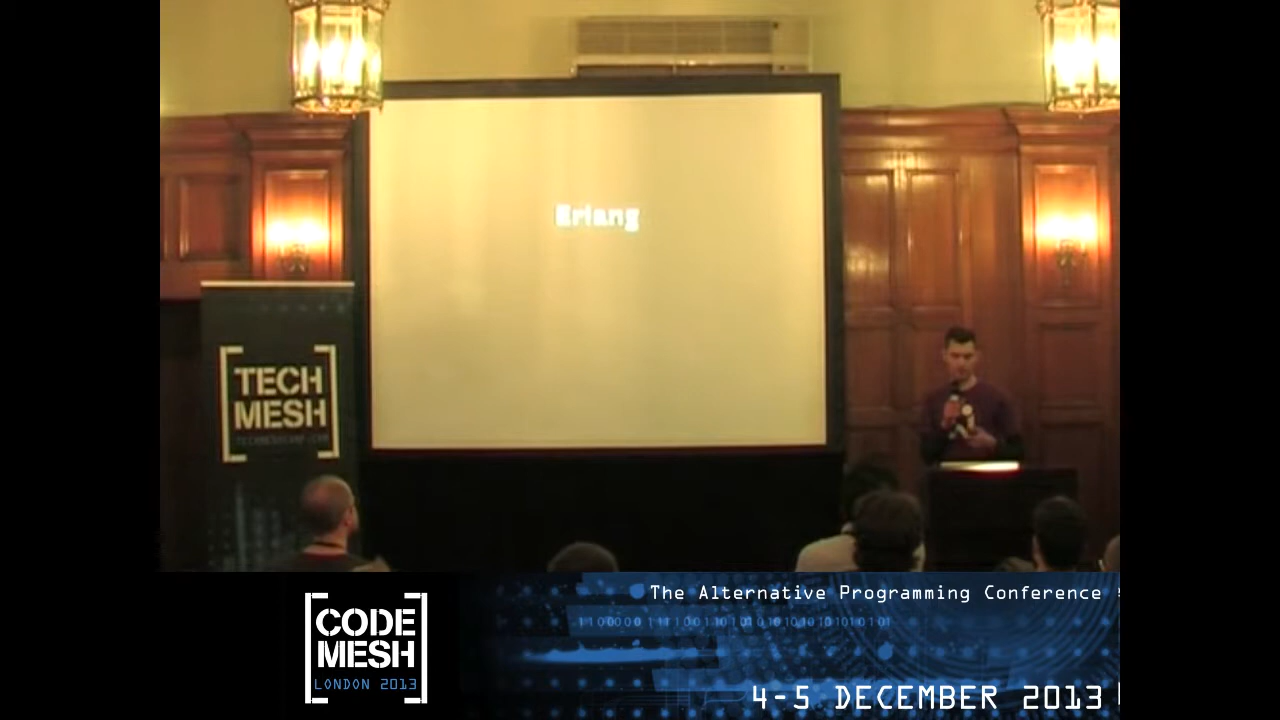 Erlang
TECH
MESH
CODE
MESH
LONDON 2013
The Alternative Programming Conference
4-5 DECEMBER 2013